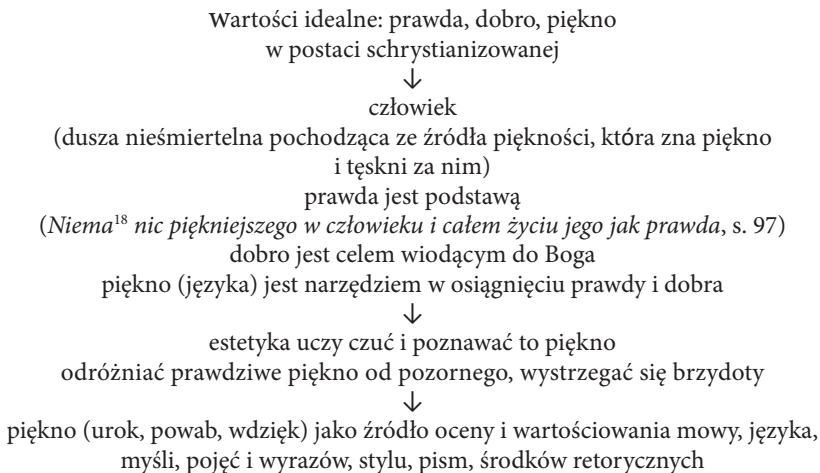 Wartości idealne: prawda, dobro, piękno
w postaci schrystianizowanej
↓
człowiek
(dusza nieśmiertelna pochodząca ze źródła piękności, która zna piękno
i tęskni za nim)
prawda jest podstawą
(Niema¹⁸ nic piękniejszego w człowieku i całem życiu jego jak prawda, s. 97)
dobro jest celem wiodącym do Boga
piękno (języka) jest narzędziem w osiągnięciu prawdy i dobra
↓
estetyka uczy czuć i poznawać to piękno
odróżniać prawdziwe piękno od pozornego, wystrzegać się brzydoty
↓
piękno (urok, powab, wdzięk) jako źródło oceny i wartościowania mowy, języka,
myśli, pojęć i wyrazów, stylu, pism, środków retorycznych